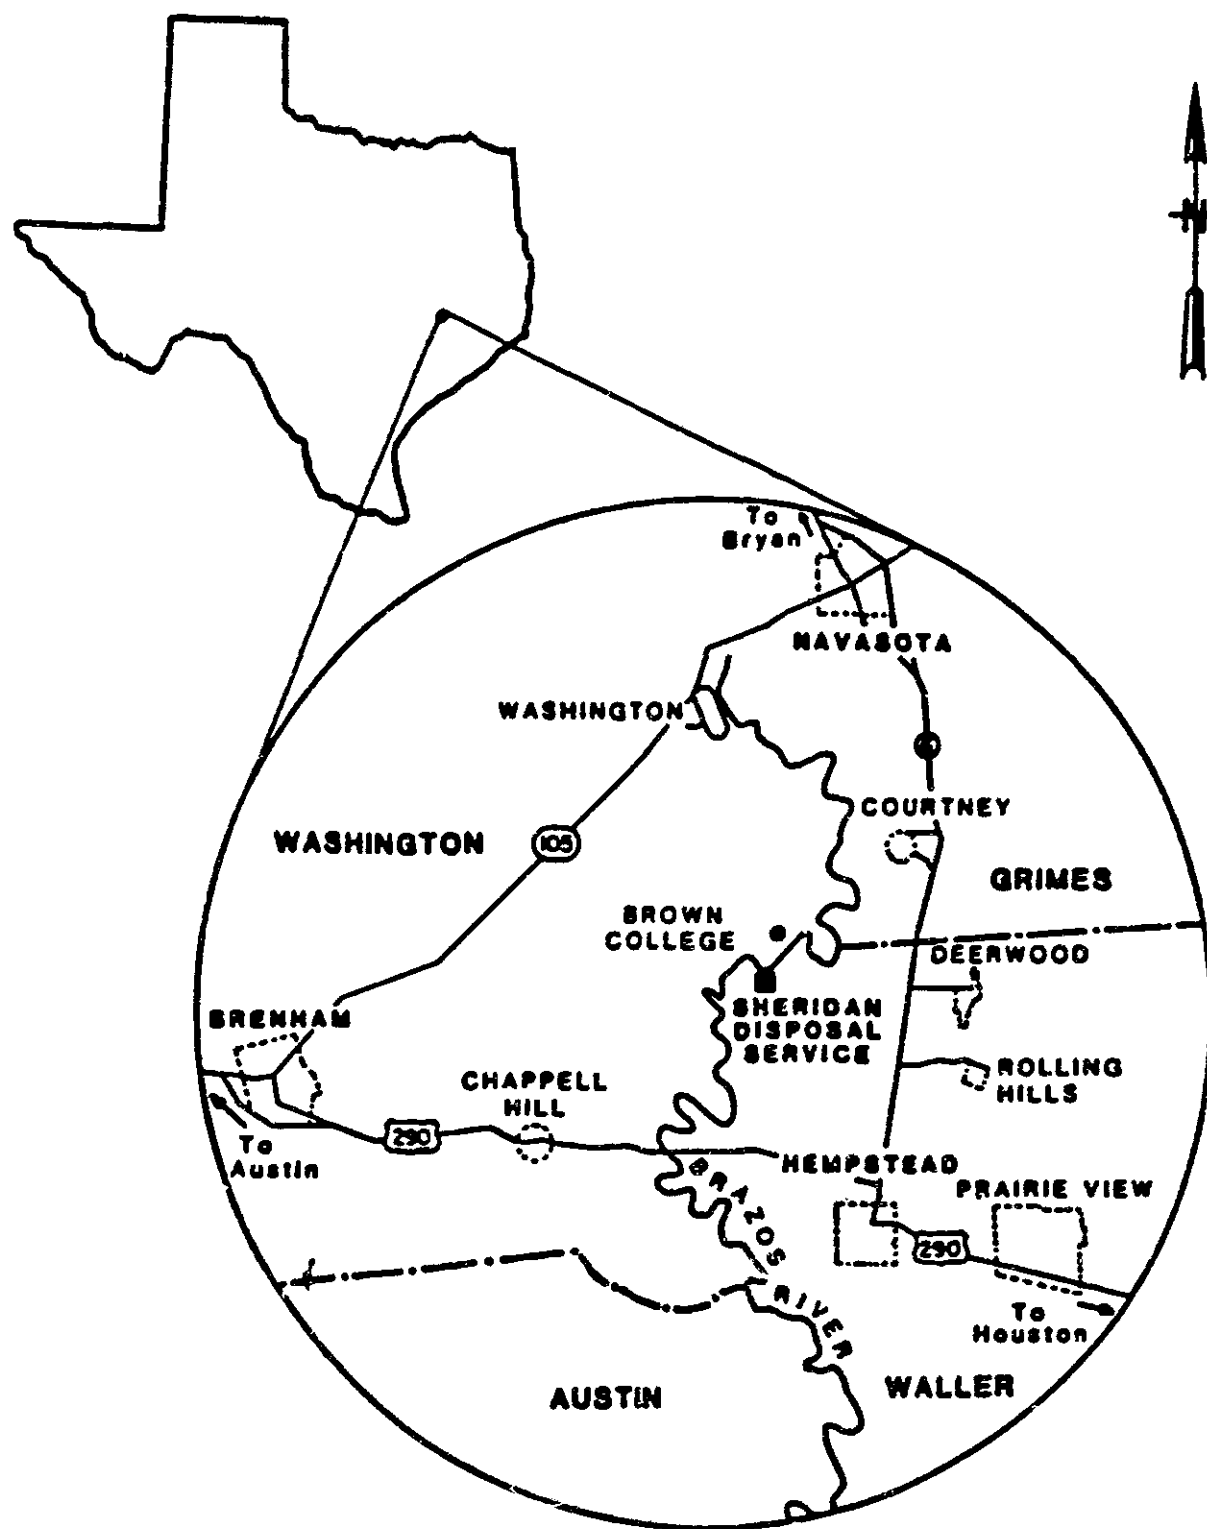 N
To
Bryan
NAVASOTA
WASHINGTON
COURTNEY
WASHINGTON
105
GRIMES
BROWN
COLLEGE
DEERWOOD
SHERIDAN
DISPOSAL
SERVICE
BRENHAM
ROLLING
HILLS
CHAPPELL
HILL
290
To
Austin
HEMPSTEAD
PRAIRIE VIEW
BRAZOS RIVER
290
To
Houston
WALLER
AUSTIN